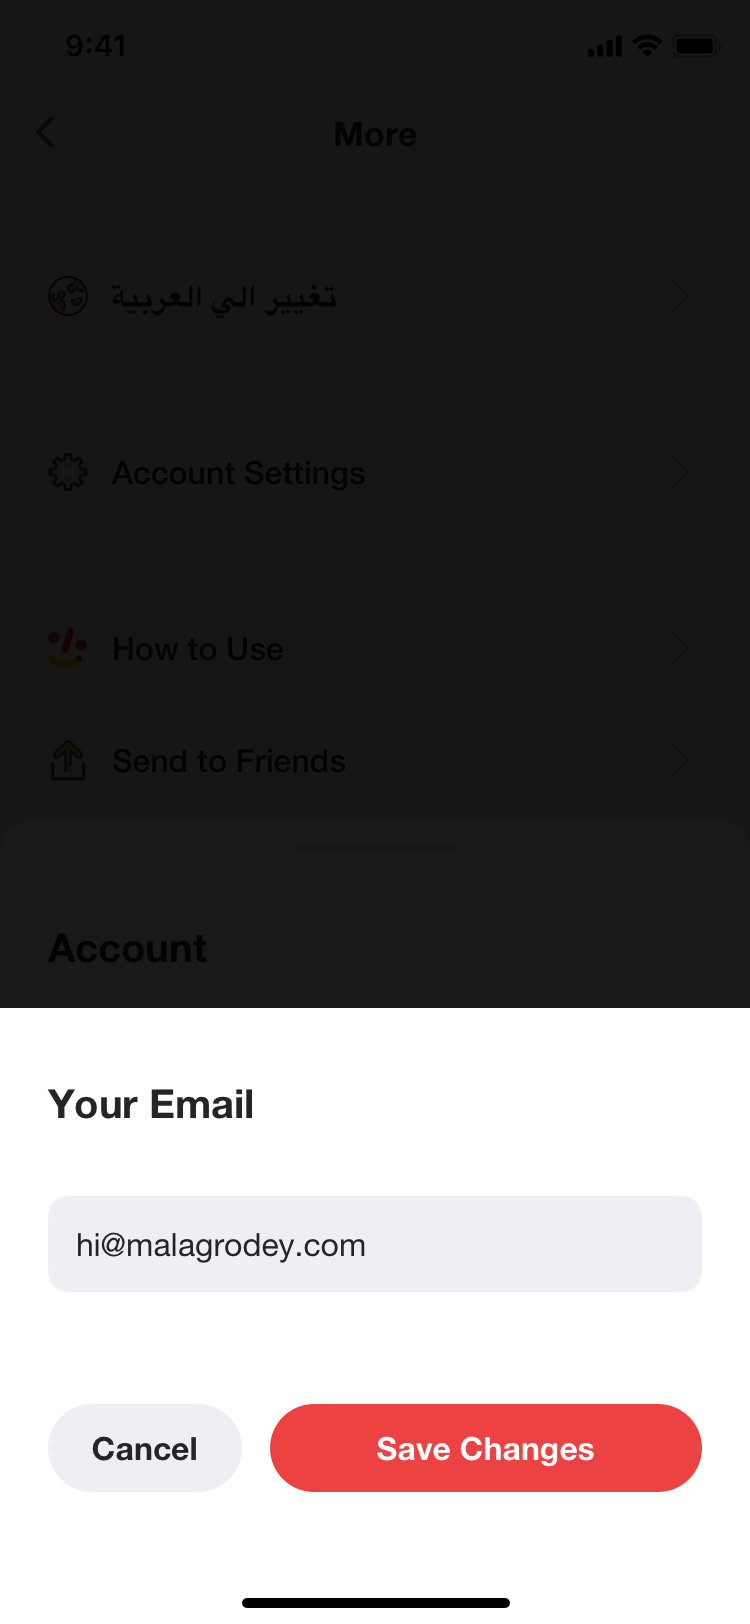 9:41
More
تغيير الي العربية
Account Settings
How to Use
Send to Friends
Account
Your Email
hi@malagrodey.com
Cancel
Save Changes